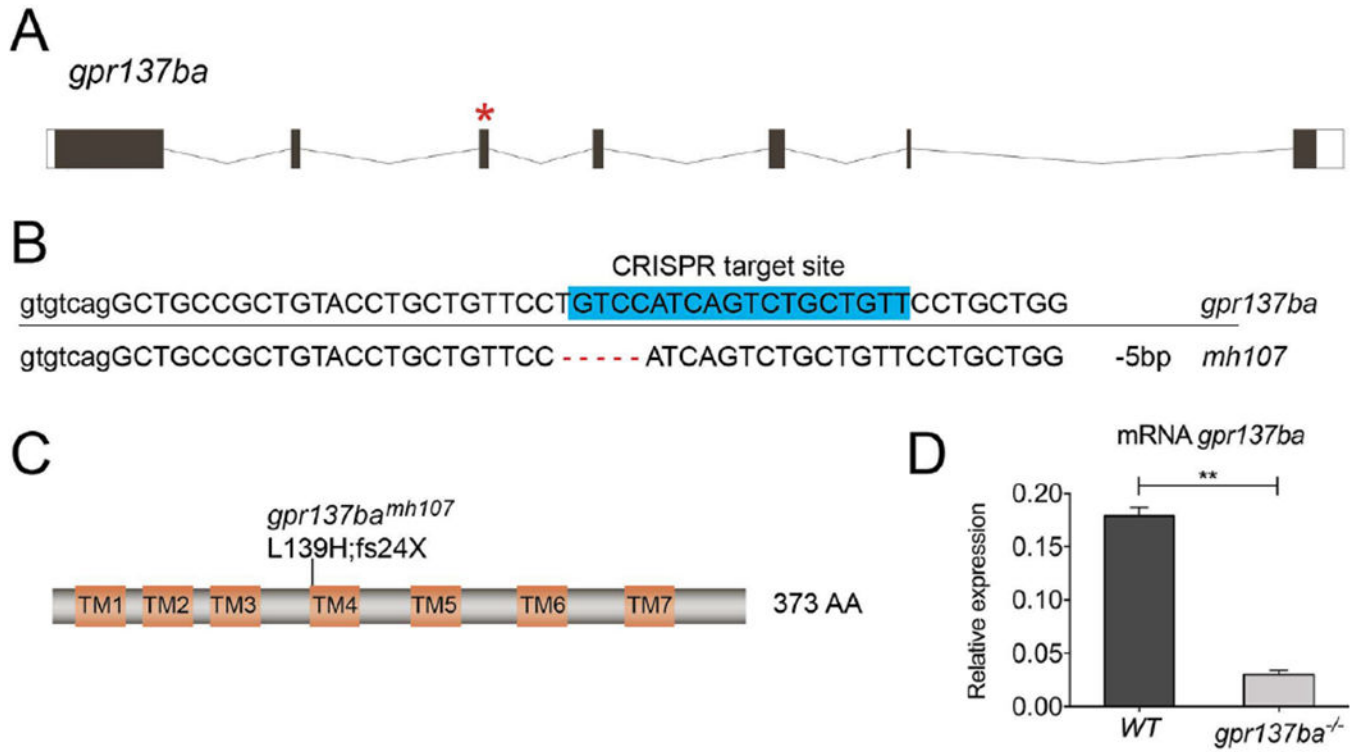 A
gpr137ba
*
B
CRISPR target site
gtgtcagGCTGCCGCTGTACCTGCTGTTCCTGTCCATCAGTCTGCTGTTCCTGCTGG gpr137ba
gtgtcagGCTGCCGCTGTACCTGCTGTTCC - - - - - ATCAGTCTGCTGTTCCTGCTGG -5bp mh107
C
gpr137ba^mh107
L139H;fs24X
TM1 TM2 TM3 TM4 TM5 TM6 TM7 373 AA
D
mRNA gpr137ba
**
Relative expression
0.20
0.15
0.10
0.05
0.00
WT gpr137ba-/-